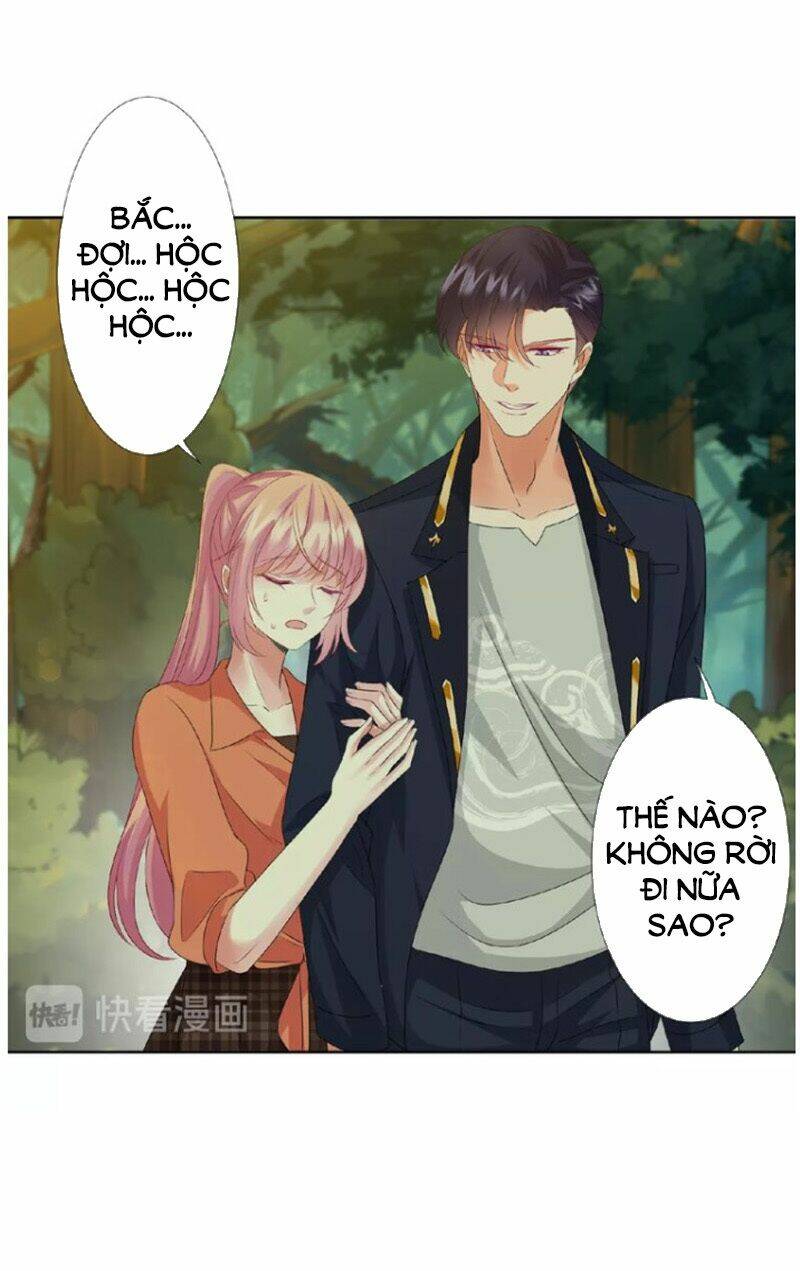 BẮC...
ĐỢI... HỘC
HỘC... HỘC
HỘC...
THẾ NÀO?
KHÔNG RỜI
ĐI NỮA
SAO?
快看! 快看漫画